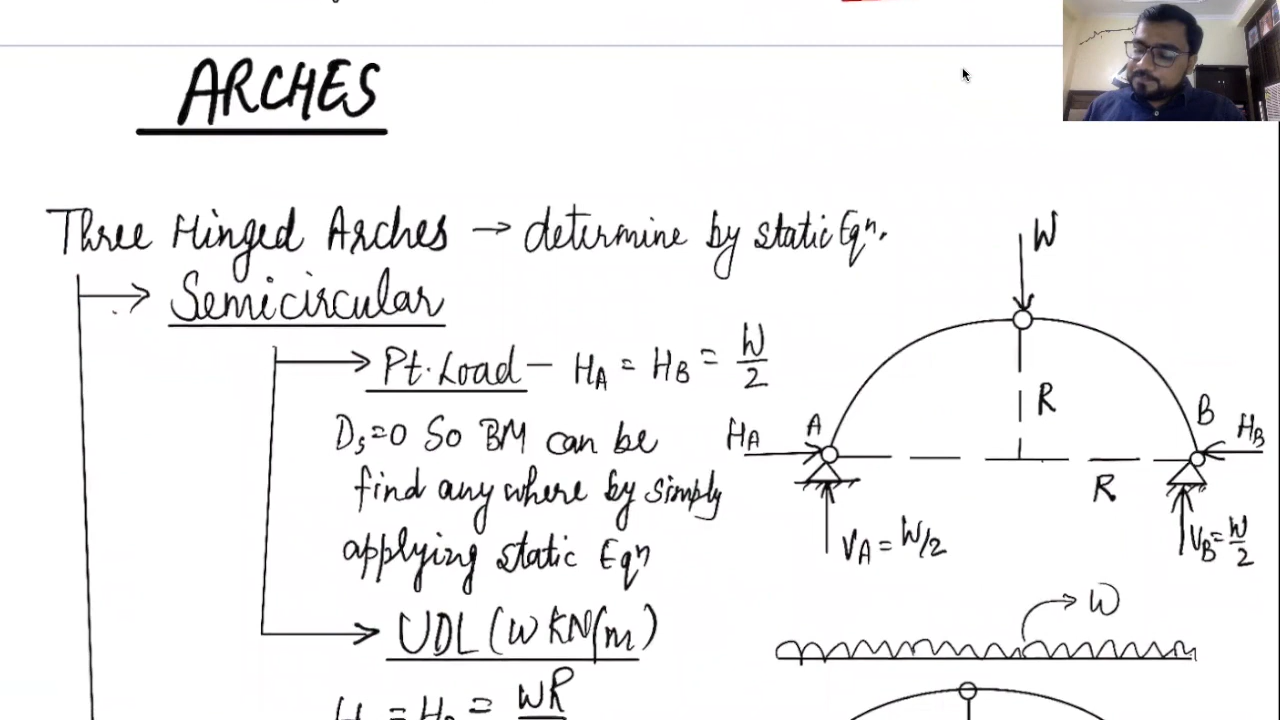 ARCHES
Three Hinged Arches → determine by static Eqn.
→ Semicircular
→ Pt. Load – HA = HB = W/2
Ds=0 So BM can be
find any where by simply
applying static Eqn
→ UDL (W KN/m)
= WR
W
R
A
B
HA
HB
R
VA = W/2
VB = W/2
→ W